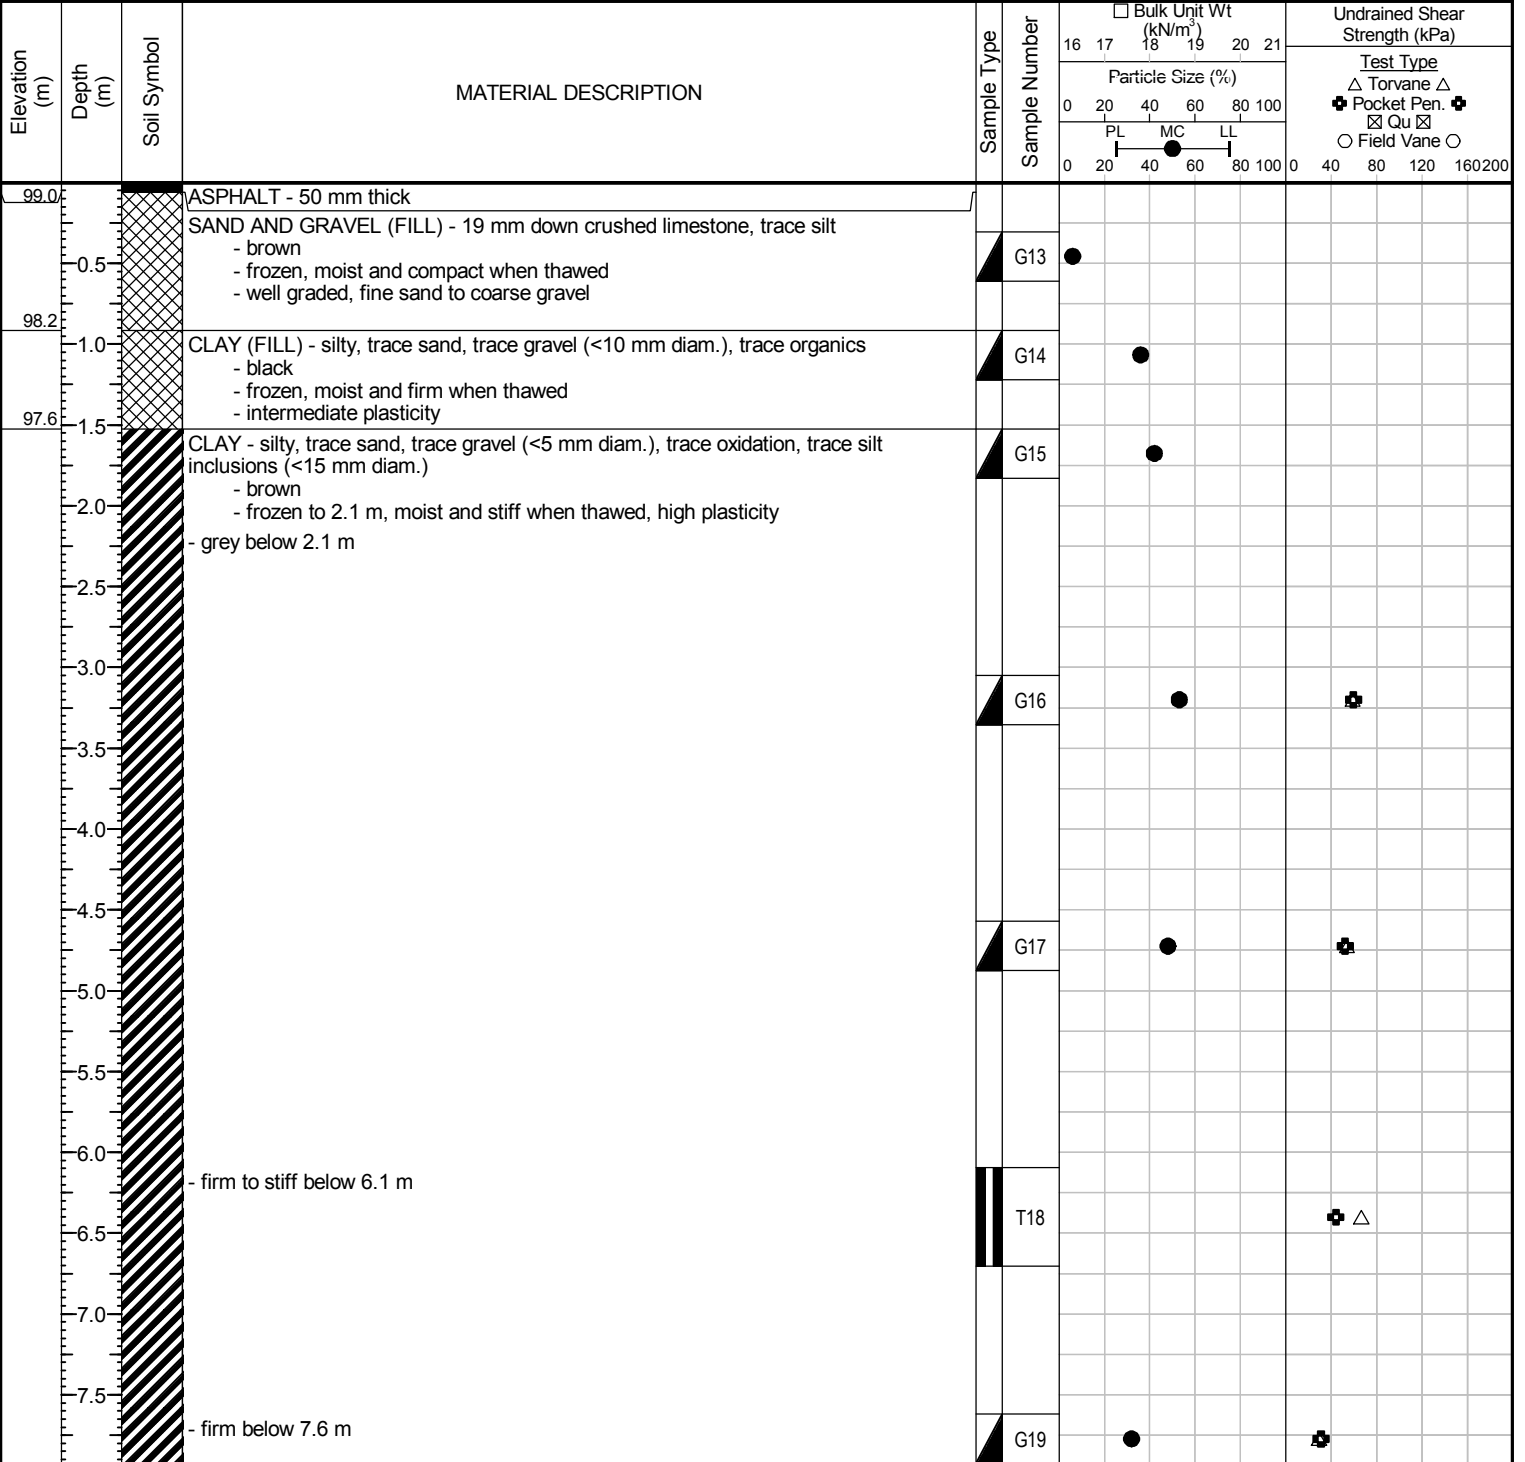 Elevation
(m)
Depth
(m)
Soil Symbol
MATERIAL DESCRIPTION
Sample Type
Sample Number
Bulk Unit Wt
(kN/m3)
16 17 18 19 20 21
Particle Size (%)
0 20 40 60 80 100
PL MC LL
0 20 40 60 80 100
Undrained Shear
Strength (kPa)
Test Type
Torvane
Pocket Pen.
Qu
Field Vane
0 40 80 120 160 200
99.0
ASPHALT - 50 mm thick
SAND AND GRAVEL (FILL) - 19 mm down crushed limestone, trace silt
- brown
- frozen, moist and compact when thawed
- well graded, fine sand to coarse gravel
-0.5
G13
98.2
-1.0
CLAY (FILL) - silty, trace sand, trace gravel (<10 mm diam.), trace organics
- black
- frozen, moist and firm when thawed
- intermediate plasticity
G14
97.6
-1.5
CLAY - silty, trace sand, trace gravel (<5 mm diam.), trace oxidation, trace silt
inclusions (<15 mm diam.)
- brown
- frozen to 2.1 m, moist and stiff when thawed, high plasticity
G15
-2.0
- grey below 2.1 m
-2.5
-3.0
G16
-3.5
-4.0
-4.5
G17
-5.0
-5.5
-6.0
- firm to stiff below 6.1 m
T18
-6.5
-7.0
-7.5
- firm below 7.6 m
G19